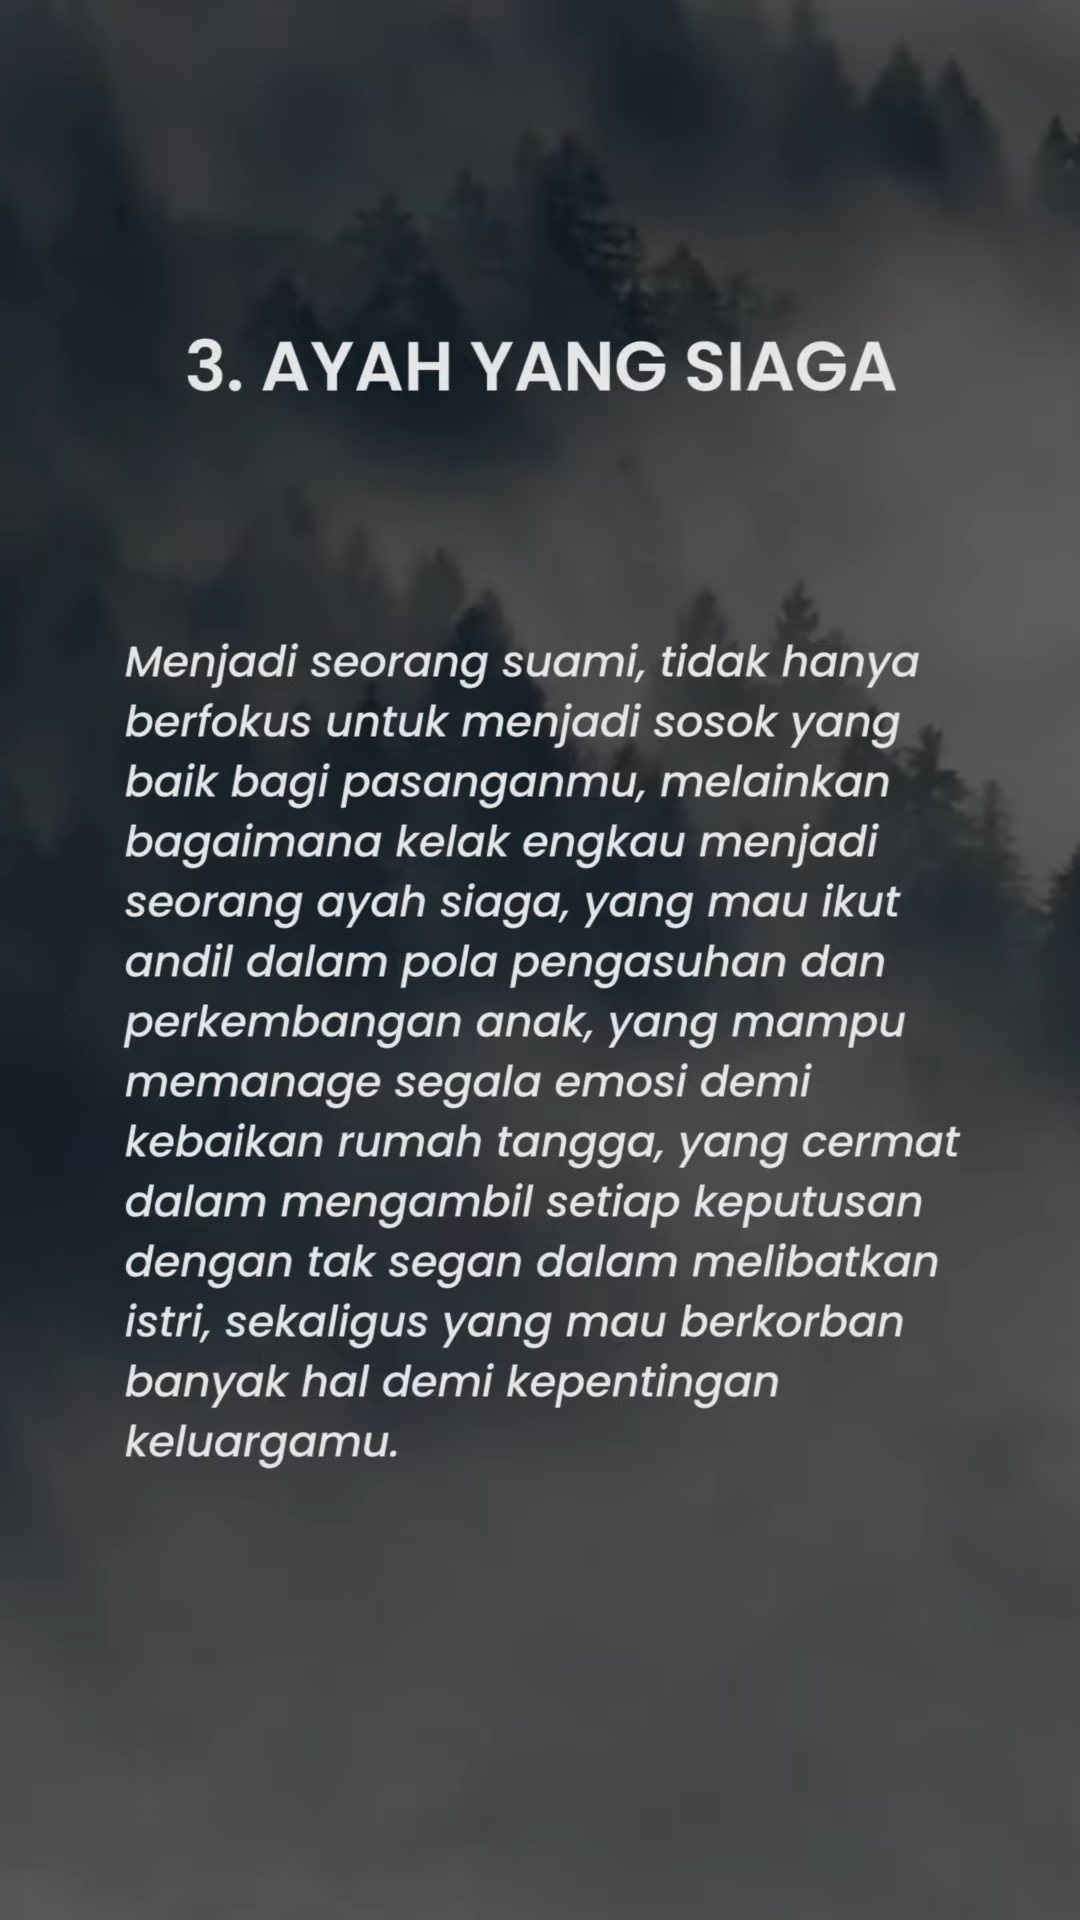 3. AYAH YANG SIAGA
Menjadi seorang suami, tidak hanya
berfokus untuk menjadi sosok yang
baik bagi pasanganmu, melainkan
bagaimana kelak engkau menjadi
seorang ayah siaga, yang mau ikut
andil dalam pola pengasuhan dan
perkembangan anak, yang mampu
memanage segala emosi demi
kebaikan rumah tangga, yang cermat
dalam mengambil setiap keputusan
dengan tak segan dalam melibatkan
istri, sekaligus yang mau berkorban
banyak hal demi kepentingan
keluargamu.